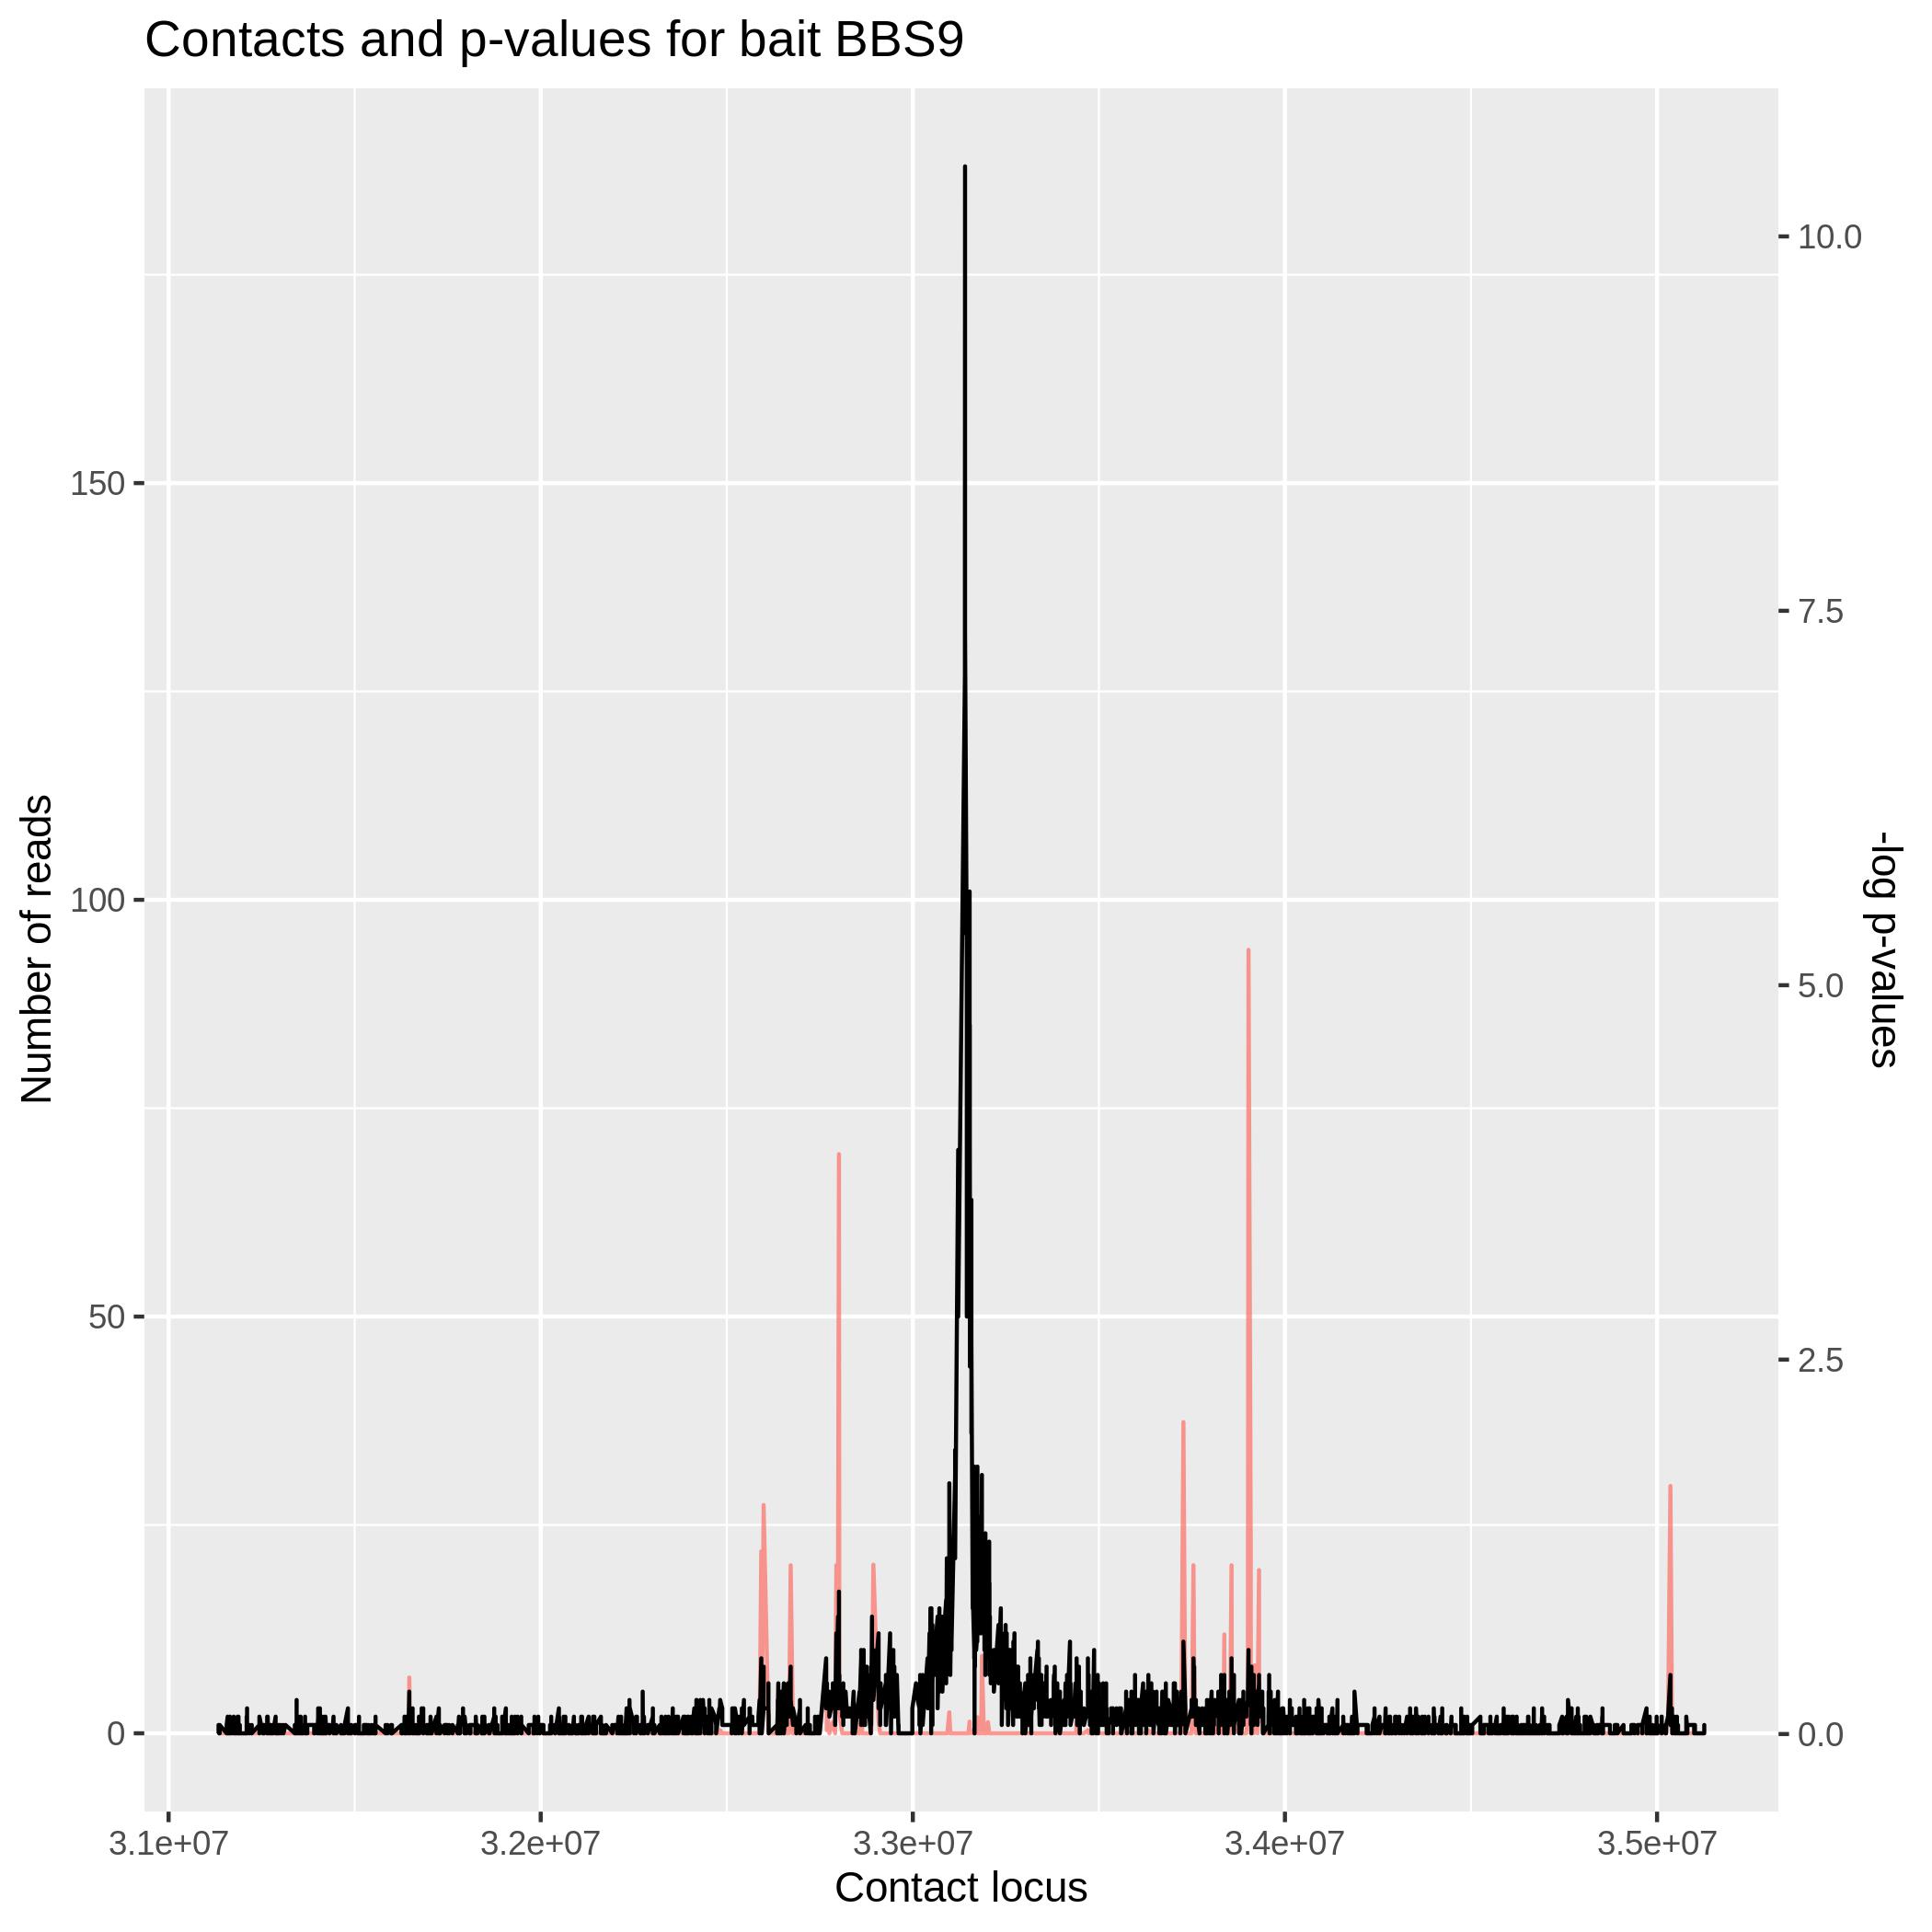 Contacts and p-values for bait BBS9
10.0
150
7.5
Number of reads
-log p-values
100
5.0
50
2.5
0
0.0
3.1e+07 3.2e+07 3.3e+07 3.4e+07 3.5e+07
Contact locus